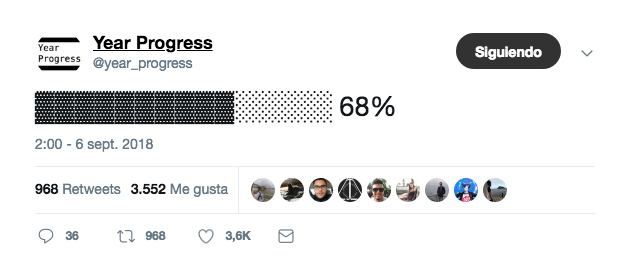 Year
Progress
Year Progress
@year_progress
Siguiendo
68%
2:00 - 6 sept. 2018
968 Retweets 3.552 Me gusta
36 968 3,6K